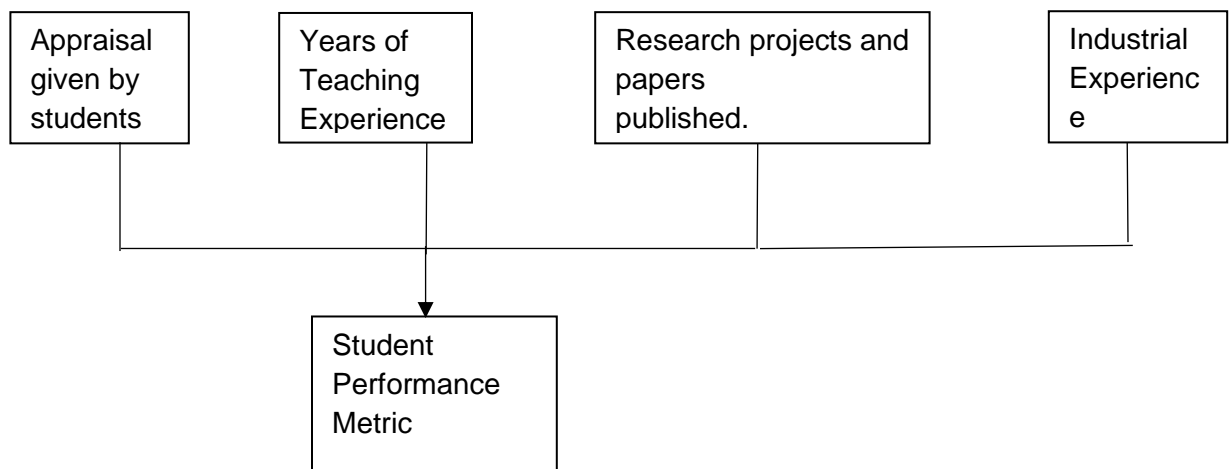 Appraisal
given by
students
Years of
Teaching
Experience
Research projects and
papers
published.
Industrial
Experienc
e
Student
Performance
Metric